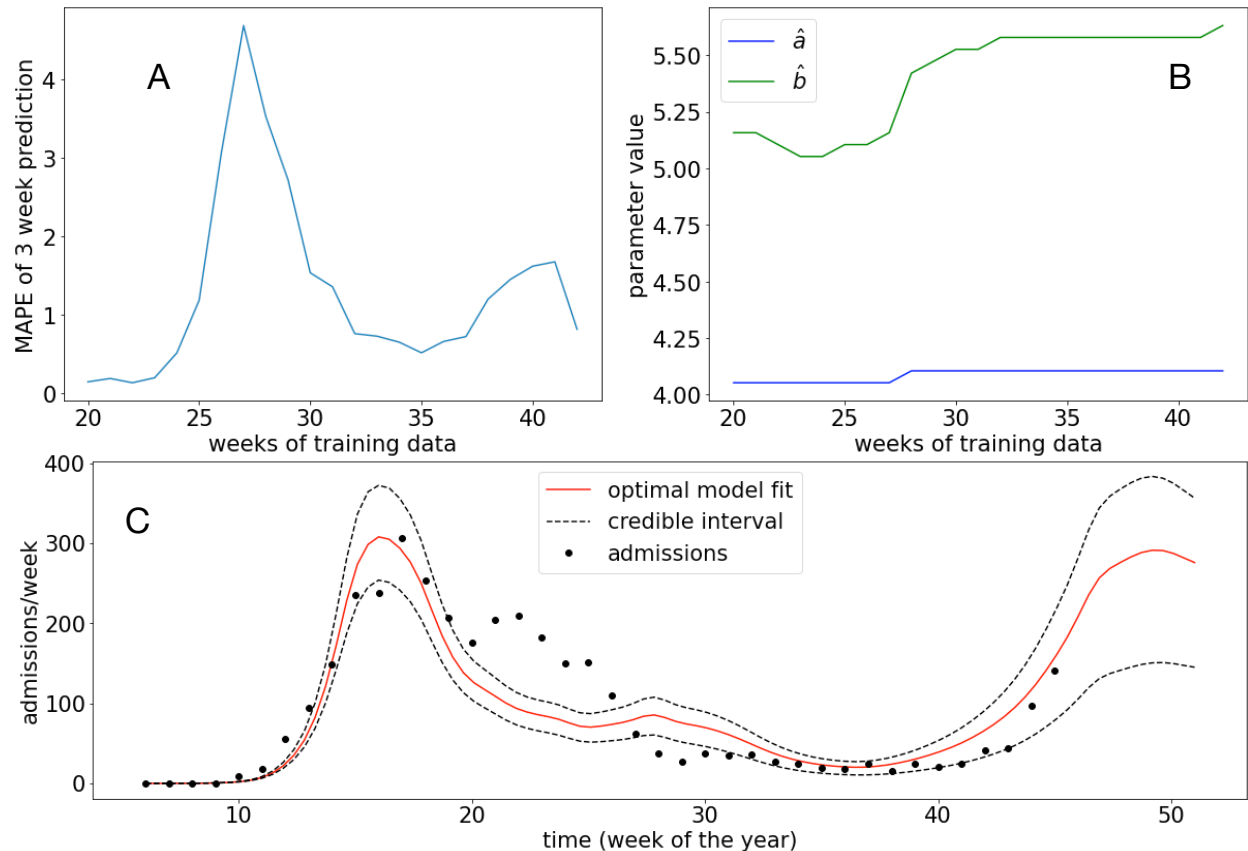 A
MAPE of 3 week prediction
4
3
2
1
0
20 25 30 35 40
weeks of training data
B
â
b̂
parameter value
5.50
5.25
5.00
4.75
4.50
4.25
4.00
20 25 30 35 40
weeks of training data
C
optimal model fit
credible interval
admissions
admissions/week
400
300
200
100
0
10 20 30 40 50
time (week of the year)